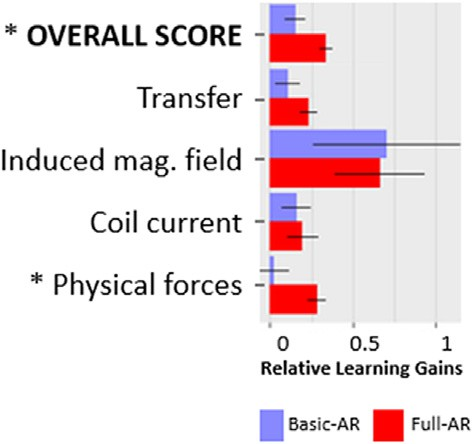 * OVERALL SCORE
Transfer
Induced mag. field
Coil current
* Physical forces
0 0.5 1
Relative Learning Gains
Basic-AR Full-AR